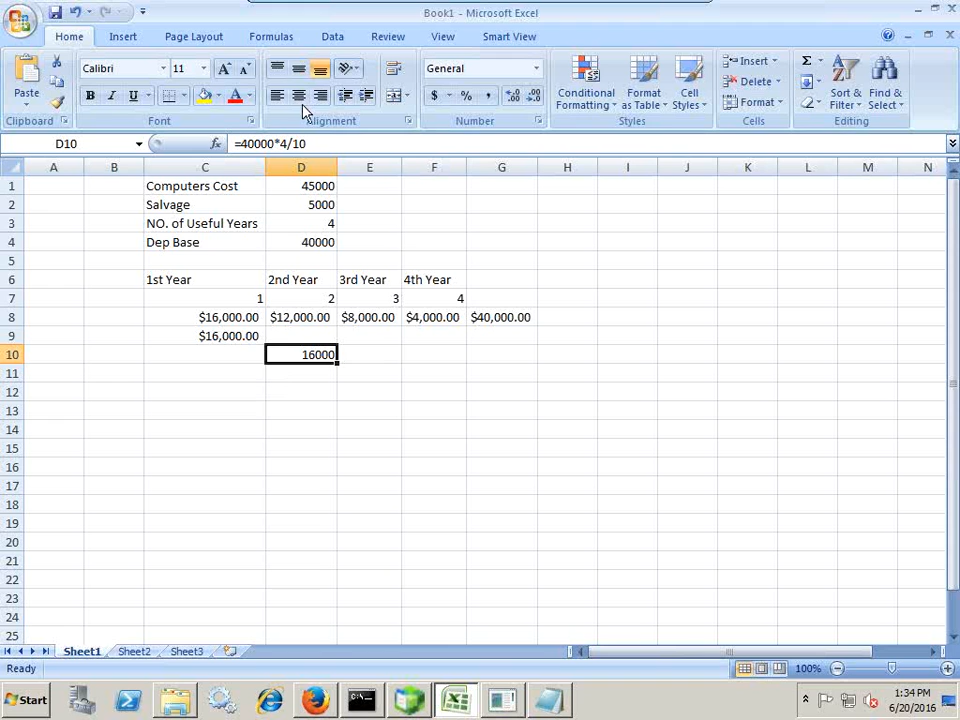 Book1 - Microsoft Excel
Home Insert Page Layout Formulas Data Review View Smart View
Paste
Calibri 11 A A
B I U A
General
$ % ,
Conditional Formatting
Format as Table
Cell Styles
Insert
Delete
Format
Σ
Sort & Filter
Find & Select
Clipboard Font Alignment Number Styles Cells Editing
D10 fx =40000*4/10
A B C D E F G H I J K L M N
1 Computers Cost 45000
2 Salvage 5000
3 NO. of Useful Years 4
4 Dep Base 40000
5
6 1st Year 2nd Year 3rd Year 4th Year
7 1 2 3 4
8 $16,000.00 $12,000.00 $8,000.00 $4,000.00 $40,000.00
9 $16,000.00
10 16000
11
12
13
14
15
16
17
18
19
20
21
22
23
24
25
Sheet1 Sheet2 Sheet3
Ready 100%
Start
1:34 PM
6/20/2016